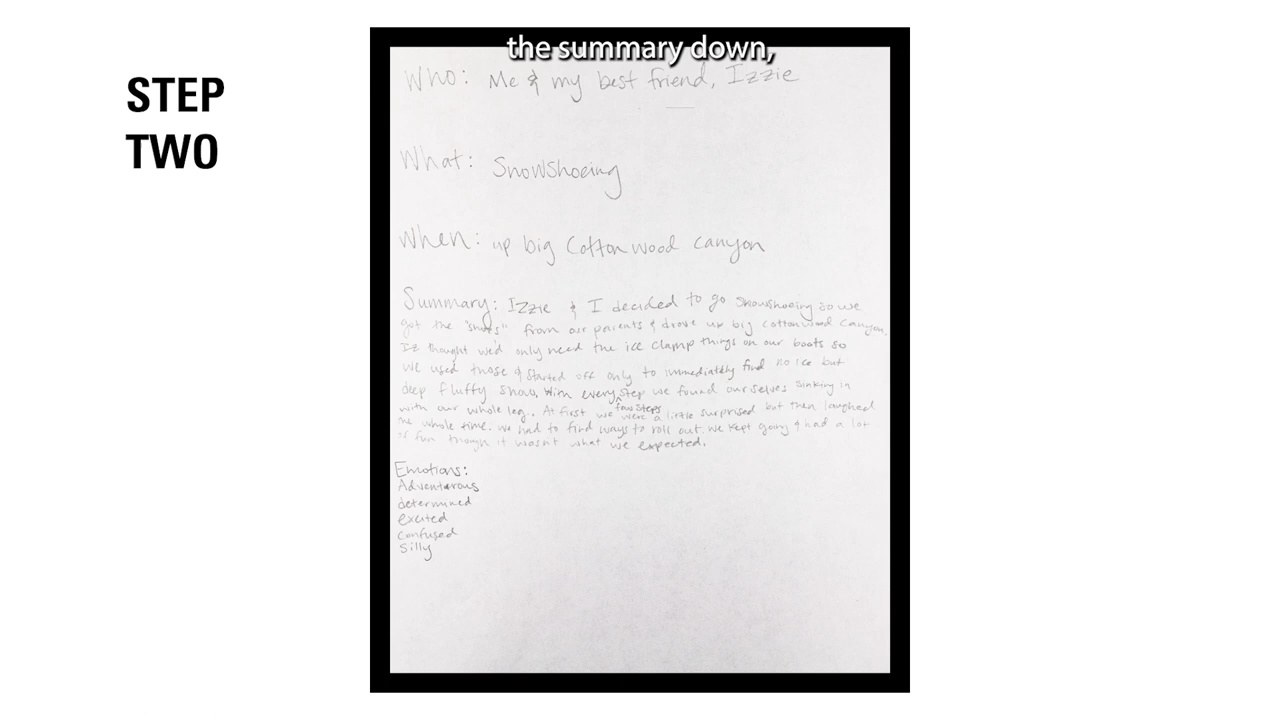 STEP
TWO
the summary down,
Who: Me & my best friend, Izzie
What: Snowshoeing
When: up big Cottonwood canyon
Summary: Izzie & I decided to go snowshoeing so we
got the "shoes" from our parents & drove up big cottonwood canyon.
Iz thought we'd only need the ice clamp things on our boots so
we used those & started off only to immediately find no ice but
deep fluffy snow. With every step we found ourselves sinking in
few steps
with our whole leg. At first we were a little surprised but then laughed
the whole time. We had to find ways to roll out. We kept going & had a lot
of fun though it wasn't what we expected.
Emotions:
Adventurous
determined
excited
confused
Silly